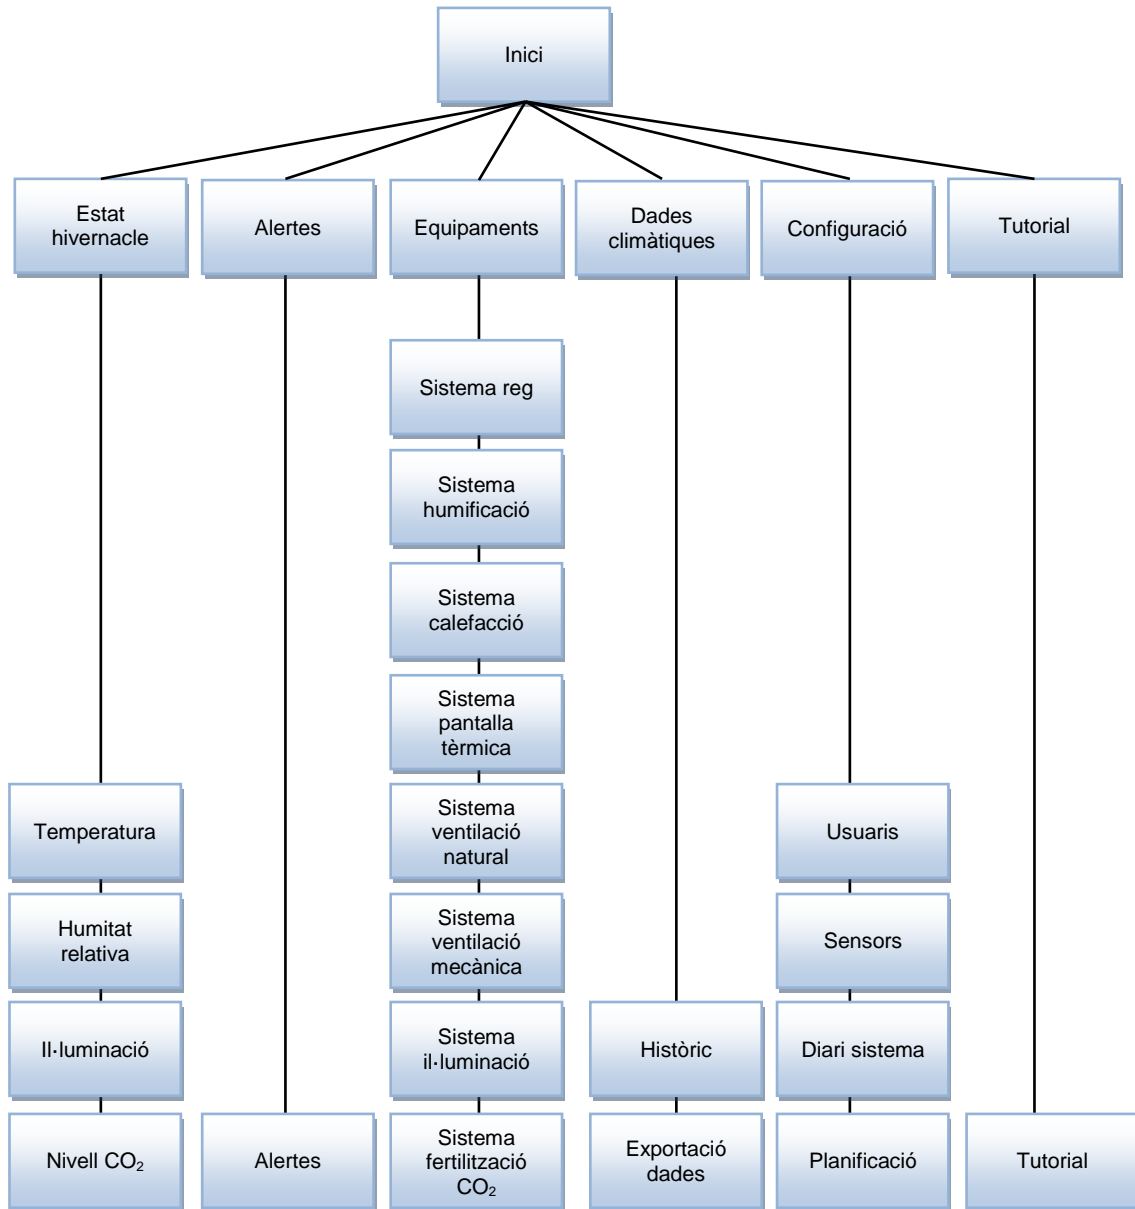 Inici
Estat
hivernacle
Alertes
Equipaments
Dades
climàtiques
Configuració
Tutorial
Sistema reg
Sistema
humificació
Sistema
calefacció
Sistema
pantalla
tèrmica
Temperatura
Sistema
ventilació
natural
Usuaris
Humitat
relativa
Sistema
ventilació
mecànica
Sensors
Il·luminació
Sistema
il·luminació
Històric
Diari sistema
Nivell CO₂
Alertes
Sistema
fertilització
CO₂
Exportació
dades
Planificació
Tutorial